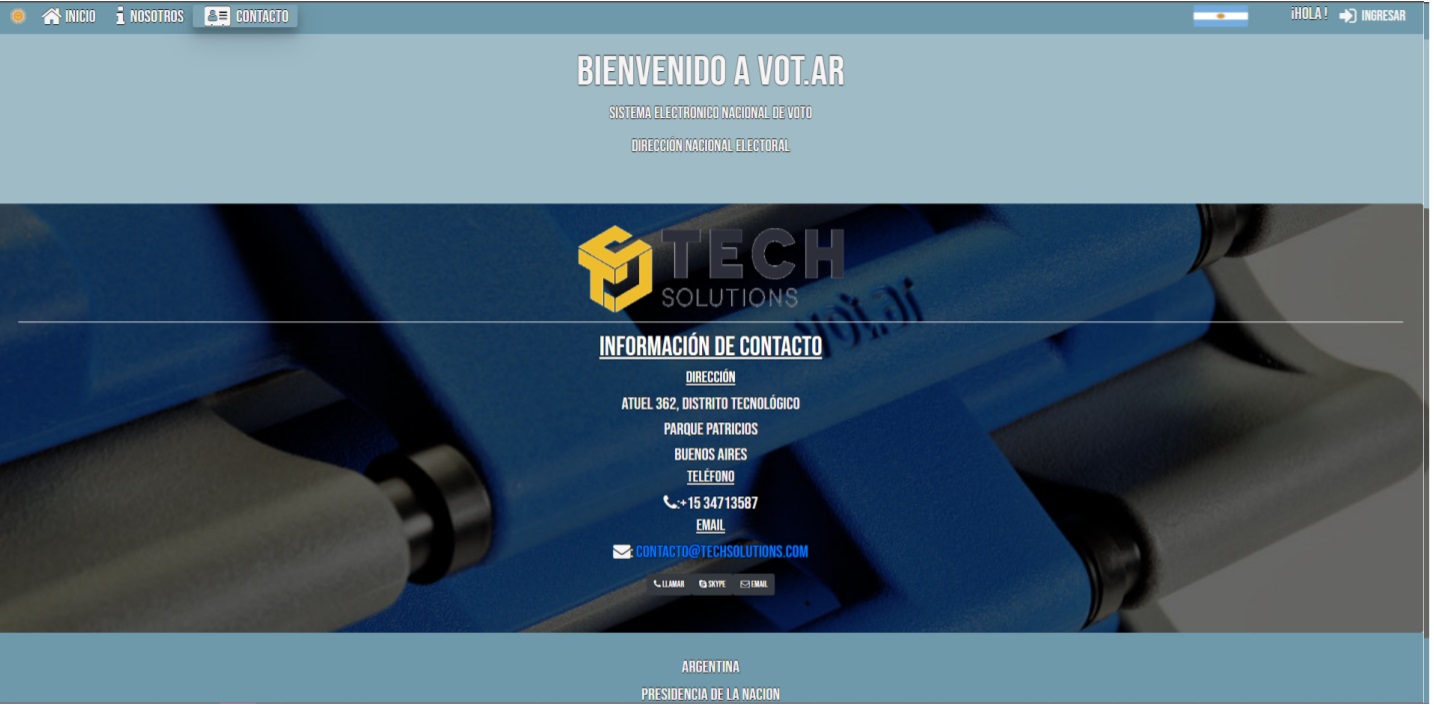 INICIO NOSOTROS CONTACTO ¡HOLA! INGRESAR
BIENVENIDO A VOT.AR
SISTEMA ELECTRONICO NACIONAL DE VOTO
DIRECCIÓN NACIONAL ELECTORAL
TECH
SOLUTIONS
vot.ar
INFORMACIÓN DE CONTACTO
DIRECCIÓN
ATUEL 362, DISTRITO TECNOLÓGICO
PARQUE PATRICIOS
BUENOS AIRES
TELÉFONO
:+15 34713587
EMAIL
: CONTACTO@TECHSOLUTIONS.COM
LLAMAR SKYPE EMAIL
ARGENTINA
PRESIDENCIA DE LA NACION